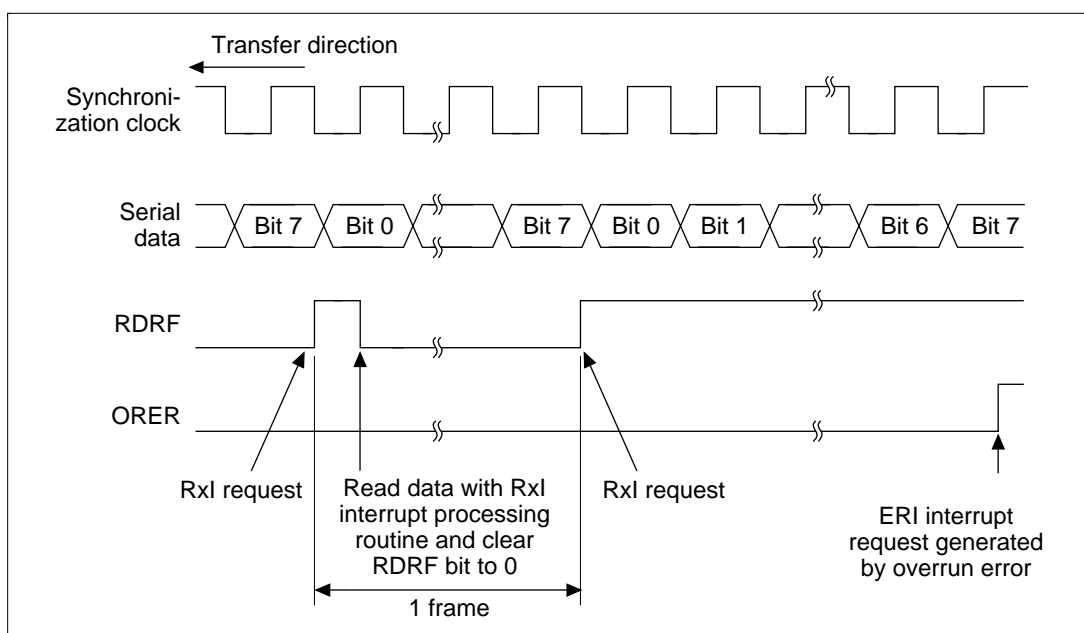 Transfer direction
Synchroni-
zation clock
Serial
data
Bit 7 Bit 0 Bit 7 Bit 0 Bit 1 Bit 6 Bit 7
RDRF
ORER
RxI request
Read data with RxI
interrupt processing
routine and clear
RDRF bit to 0
RxI request
ERI interrupt
request generated
by overrun error
1 frame